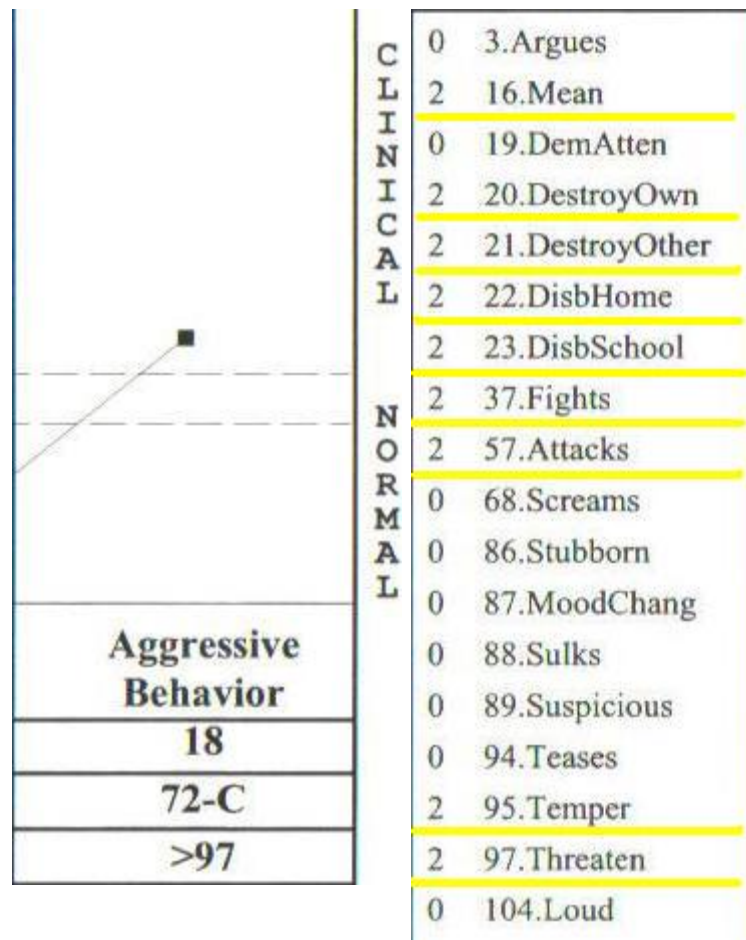 CLINICAL
NORMAL
Aggressive
Behavior
18
72-C
>97
0 3.Argues
2 16.Mean
0 19.DemAtten
2 20.DestroyOwn
2 21.DestroyOther
2 22.DisbHome
2 23.DisbSchool
2 37.Fights
2 57.Attacks
0 68.Screams
0 86.Stubborn
0 87.MoodChang
0 88.Sulks
0 89.Suspicious
0 94.Teases
2 95.Temper
2 97.Threaten
0 104.Loud